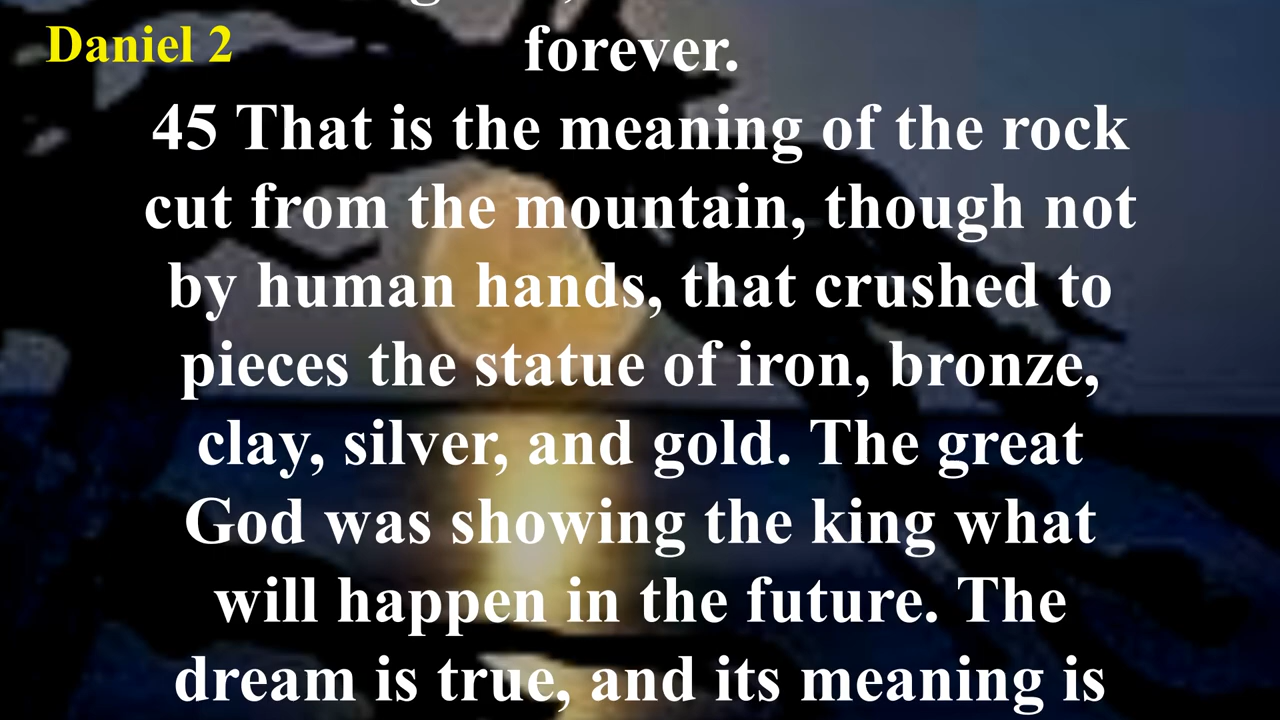 Daniel 2
forever.
45 That is the meaning of the rock
cut from the mountain, though not
by human hands, that crushed to
pieces the statue of iron, bronze,
clay, silver, and gold. The great
God was showing the king what
will happen in the future. The
dream is true, and its meaning is